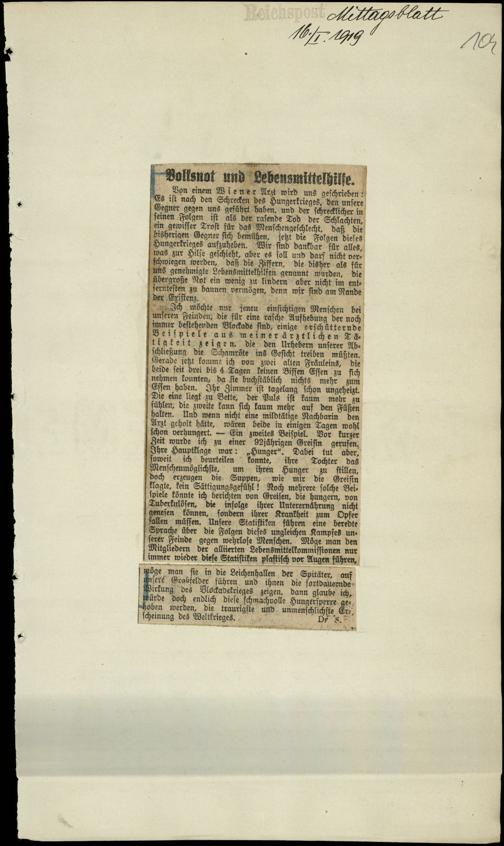 Reichspost Mittagsblatt
16./I. 1919
Volksnot und Lebensmittelhilfe.
Von einem Wiener Arzt wird uns geschrieben:
Es ist nach den Schrecken des Hungerkrieges, den unsere
Gegner gegen uns geführt haben, und der schrecklicher in
seinen Folgen ist als der rasende Tod der Schlachten,
ein gewisser Trost für das Menschengeschlecht, daß die
bisherigen Gegner sich bemühen, jetzt die Folgen dieses
Hungerkrieges aufzuheben. Wir sind dankbar für alles,
was zur Hilfe geschieht, aber es soll und darf nicht ver-
schwiegen werden, daß die Ziffern, die bisher als für
uns genehmigte Lebensmittelhilfen genannt wurden, die
übergroße Not ein wenig zu lindern aber nicht im ent-
ferntesten zu bannen vermögen, denn wir sind am Rande
der Existenz.
Ich möchte nur jenen einsichtigen Menschen bei
unseren Feinden, die für eine rasche Aufhebung der noch
immer bestehenden Blockade sind, einige erschütternde
Beispiele aus meiner ärztlichen Tä-
tigkeit zeigen, die den Urhebern unserer Ab-
schließung die Schamröte ins Gesicht treiben müßten.
Gerade jetzt komme ich von zwei alten Fräuleins, die
beide seit drei bis 4 Tagen keinen Bissen Essen zu sich
nehmen konnten, da sie buchstäblich nichts mehr zum
Essen haben. Ihr Zimmer ist tagelang schon ungeheizt.
Die eine liegt zu Bette, der Puls ist kaum mehr zu
fühlen, die zweite kann sich kaum mehr auf den Füßen
halten. Und wenn nicht eine mildtätige Nachbarin den
Arzt geholt hätte, wären beide in einigen Tagen wohl
schon verhungert. — Ein zweites Beispiel. Vor kurzer
Zeit wurde ich zu einer 92jährigen Greisin gerufen.
Ihre Hauptklage war: „Hunger“. Dabei tut aber,
soweit ich beurteilen konnte, ihre Tochter das
Menschenmöglichste, um ihren Hunger zu stillen,
doch erzeugen die Suppen, wie mir die Greisin
klagte, kein Sättigungsgefühl! Noch mehrere solche Bei-
spiele könnte ich berichten von Greisen, die hungern, von
Tuberkulösen, die infolge ihrer Unterernährung nicht
genesen können, sondern ihrer Krankheit zum Opfer
fallen müssen. Unsere Statistiken führen eine beredte
Sprache über die Folgen dieses ungleichen Kampfes un-
serer Feinde gegen wehrlose Menschen. Möge man den
Mitgliedern der alliierten Lebensmittelkommissionen nur
immer wieder diese Statistiken plastisch vor Augen führen,
möge man sie in die Leichenhallen der Spitäler, auf
unsere Grabfelder führen und ihnen die fortdauernde
Wirkung des Blockadekrieges zeigen, dann glaube ich,
würde doch endlich diese schmachvolle Hungersperre ge-
hoben werden, die traurigste und unmenschlichste Er-
scheinung des Weltkrieges. Dr. S.